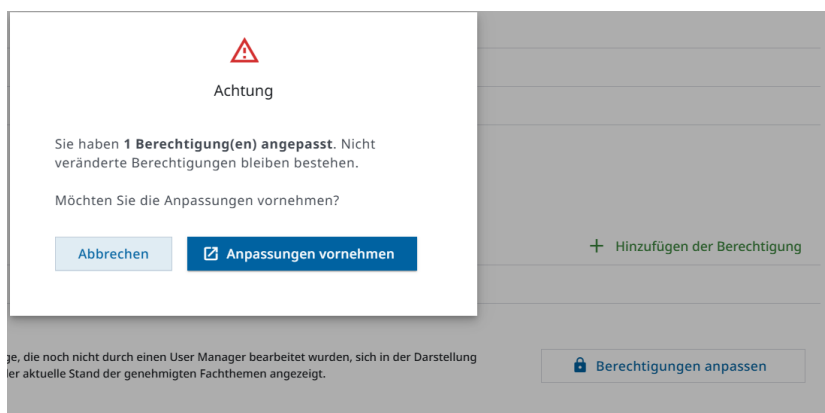 Achtung
Sie haben 1 Berechtigung(en) angepasst. Nicht
veränderte Berechtigungen bleiben bestehen.
Möchten Sie die Anpassungen vornehmen?
Abbrechen
Anpassungen vornehmen
Hinzufügen der Berechtigung
die noch nicht durch einen User Manager bearbeitet wurden, sich in der Darstellung
aktuelle Stand der genehmigten Fachthemen angezeigt.
Berechtigungen anpassen